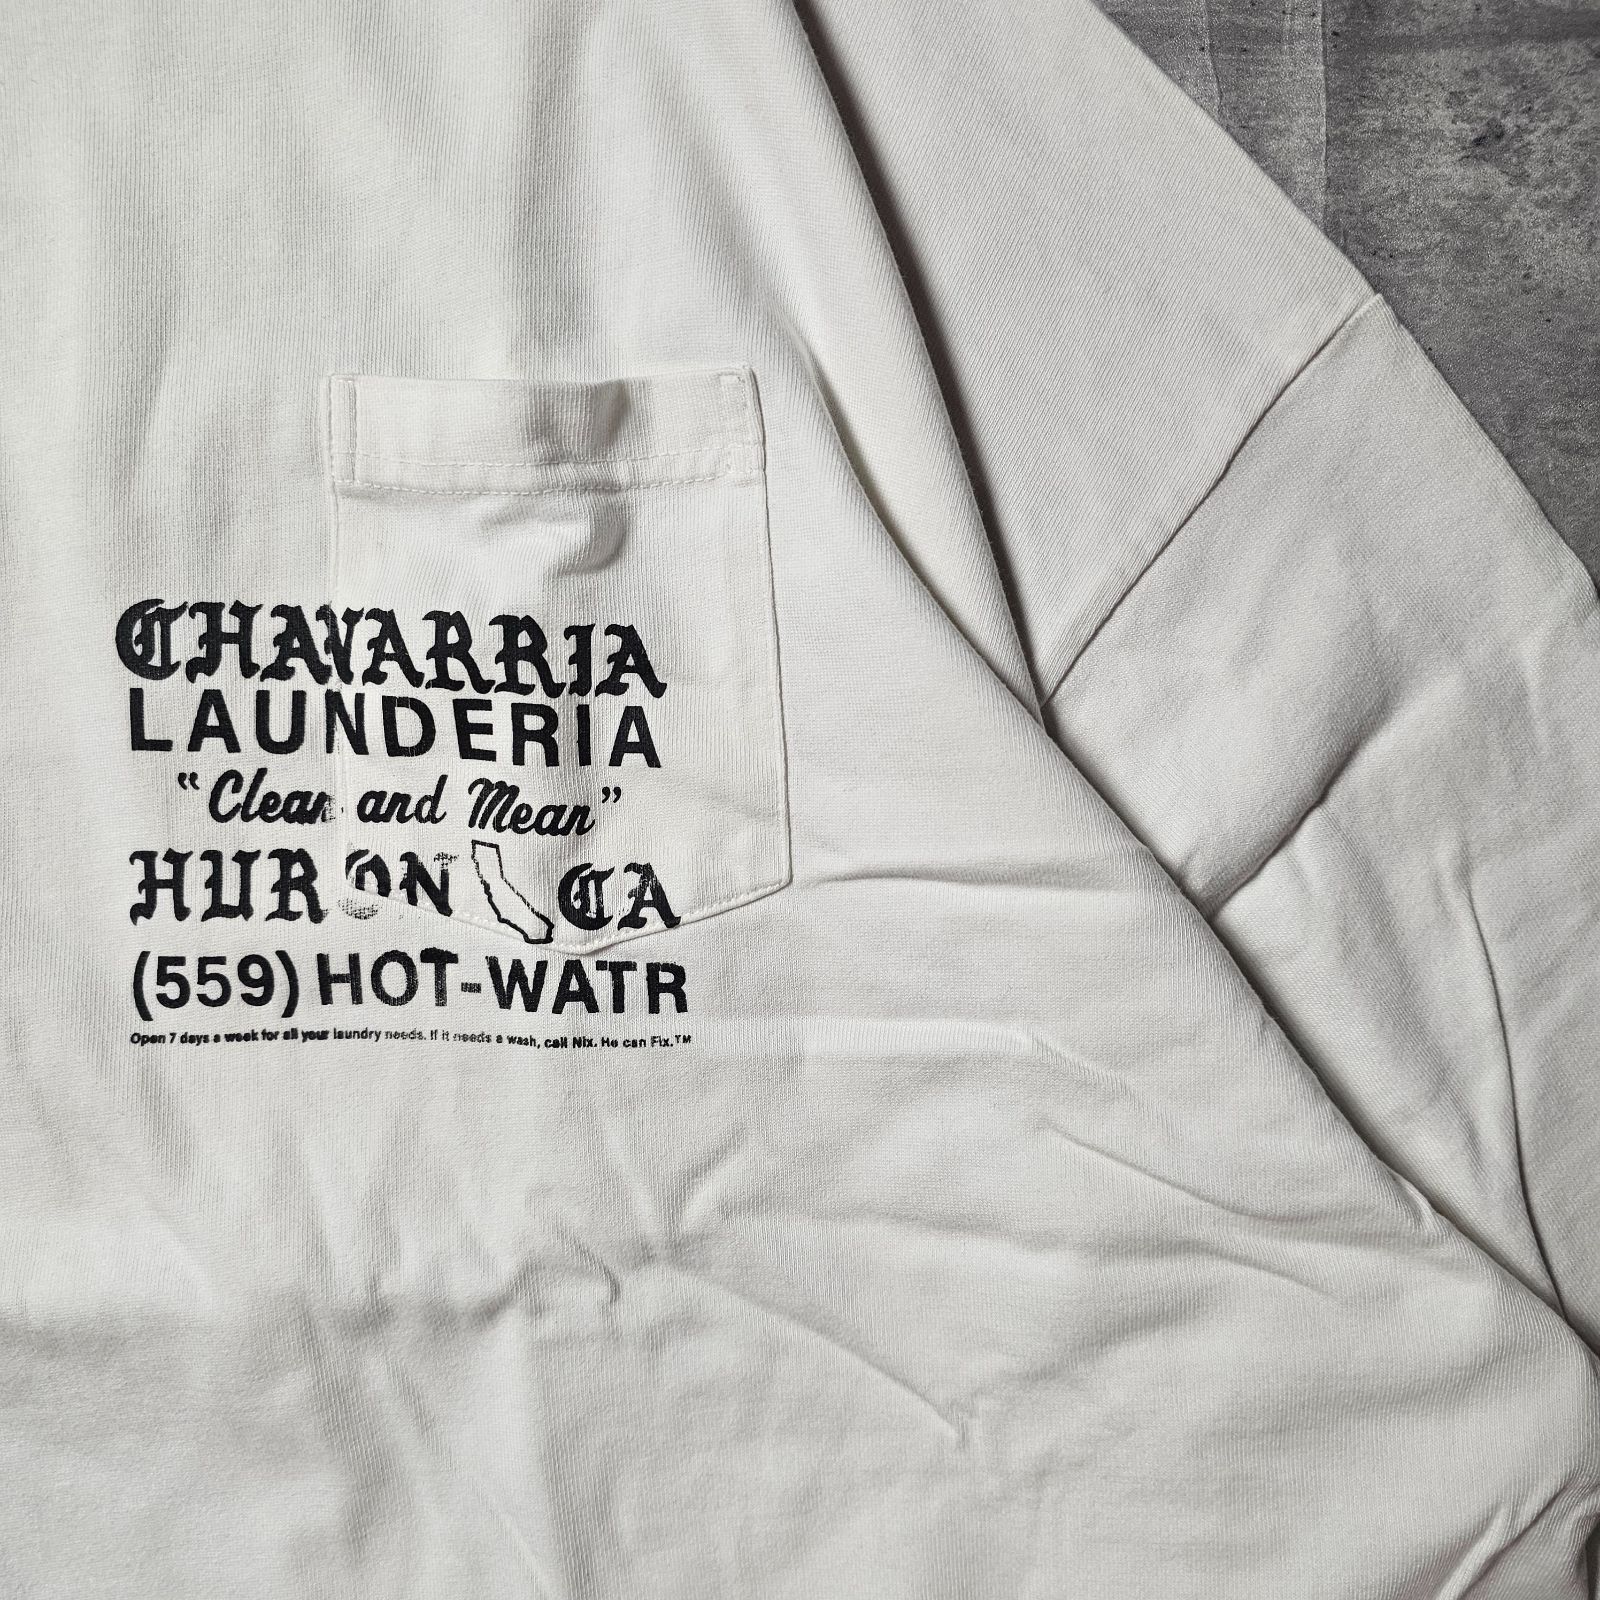 CHAVARRIA
LAUNDERIA
“Clean and Mean”
HURON CA
(559) HOT-WATR
Open 7 days a week for all your laundry needs. If it needs a wash, call Nix. He can Fix.™